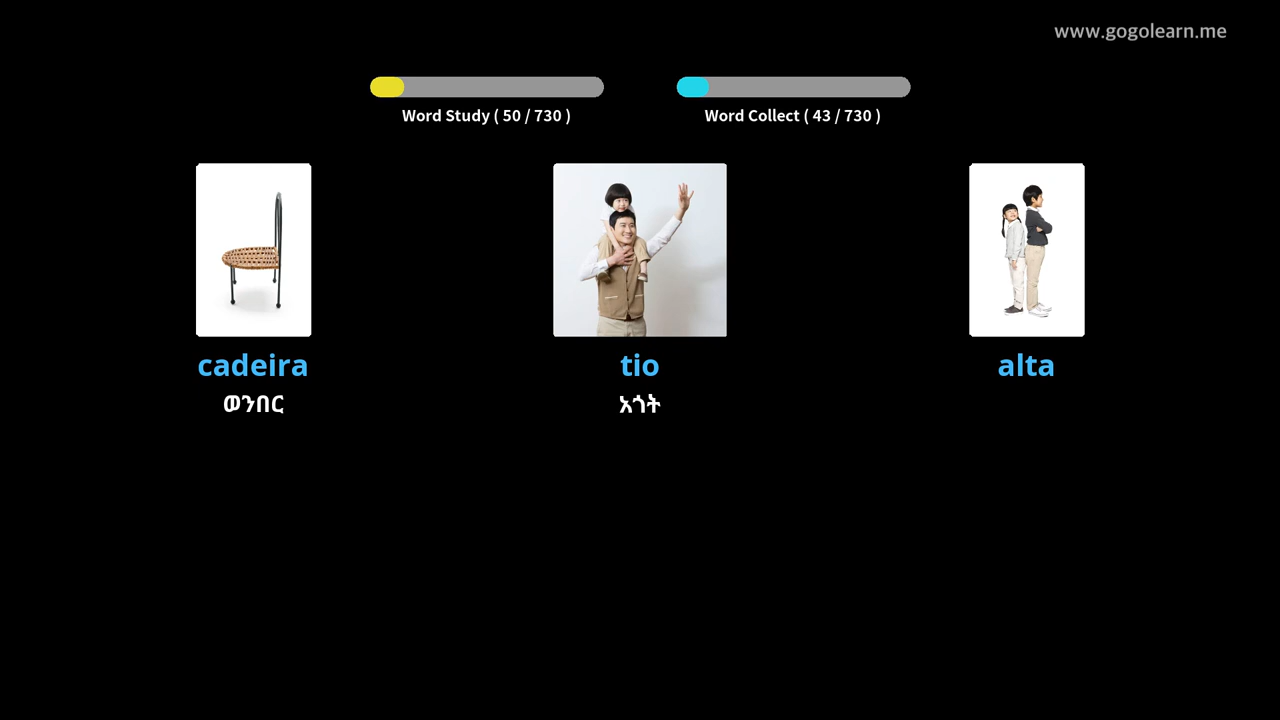 www.gogolearn.me
Word Study ( 50 / 730 )
Word Collect ( 43 / 730 )
cadeira
tio
alta
ወንበር
አጎት